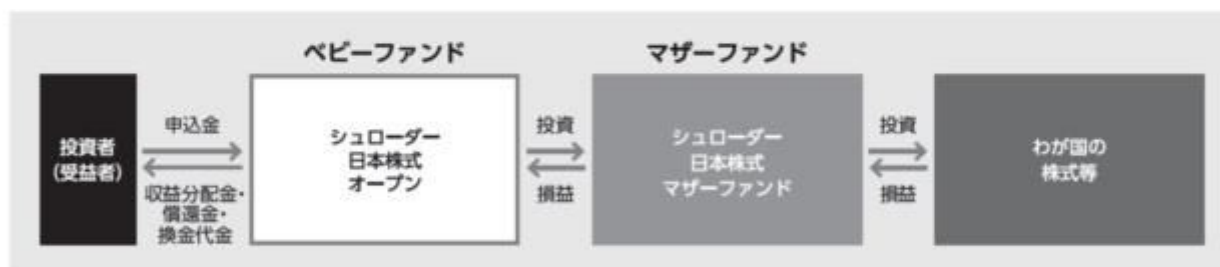 ベビーファンド
マザーファンド
投資者
(受益者)
申込金
収益分配金・
償還金・
換金代金
シュローダー
日本株式
オープン
投資
損益
シュローダー
日本株式
マザーファンド
投資
損益
わが国の
株式等